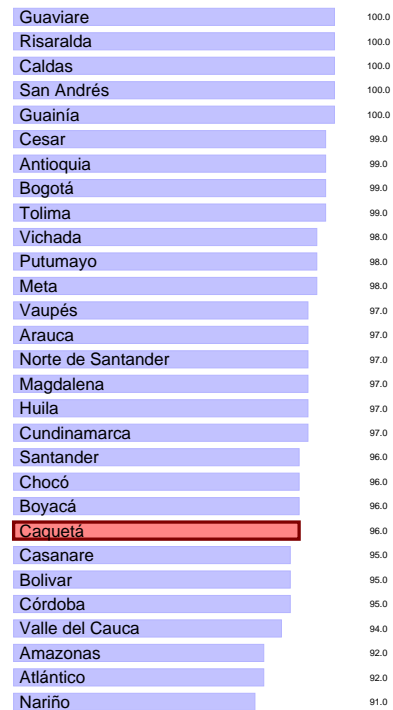 Guaviare 100.0
Risaralda 100.0
Caldas 100.0
San Andrés 100.0
Guainía 100.0
Cesar 99.0
Antioquia 99.0
Bogotá 99.0
Tolima 99.0
Vichada 98.0
Putumayo 98.0
Meta 98.0
Vaupés 97.0
Arauca 97.0
Norte de Santander 97.0
Magdalena 97.0
Huila 97.0
Cundinamarca 97.0
Santander 96.0
Chocó 96.0
Boyacá 96.0
Caquetá 96.0
Casanare 95.0
Bolivar 95.0
Córdoba 95.0
Valle del Cauca 94.0
Amazonas 92.0
Atlántico 92.0
Nariño 91.0